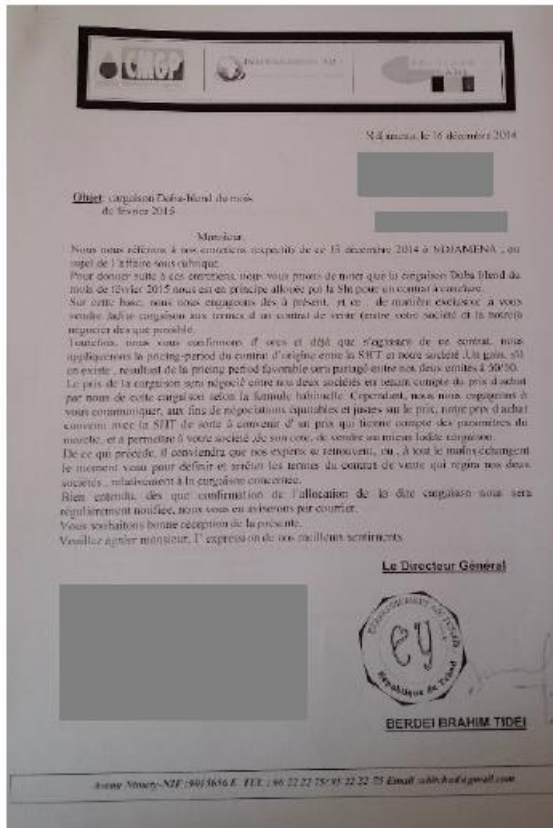 CMGP
N'djamena, le 16 décembre 2014
Objet: cargaison Doba-blend du mois
de février 2015
Monsieur,
Nous nous référons à nos entretiens respectifs de ce 13 décembre 2014 à NDJAMENA, au
sujet de l'affaire sous rubrique.
Pour donner suite à ces entretiens, nous vous prions de noter que la cargaison Doba blend du
mois de février 2015 nous est en principe allouée par la Sht pour un contrat à conclure.
Sur cette base, nous nous engageons dès à présent, et ce de manière exclusive à vous
vendre ladite cargaison aux termes d'un contrat de vente (entre votre société et la notre) à
négocier dès que possible.
Toutefois, nous vous confirmons d'ores et déjà que s'agissant de ce contrat, nous
appliquerons la pricing-period du contrat d'origine entre la SHT et notre société. Un gain, s'il
en existe, résultant de la pricing period favorable sera partagé entre nos deux entités à 50/50.
Le prix de la cargaison sera négocié entre nos deux sociétés en tenant compte du prix d'achat
par nous de cette cargaison selon la formule habituelle. Cependant, nous nous engageons à
vous communiquer, aux fins de négociations équitables et justes sur le prix, notre prix d'achat
convenu avec la SHT de sorte à convenir d'un prix qui tienne compte des paramètres du
marché, et à permettre à votre société ,de son coté, de vendre au mieux ladite cargaison.
De ce qui précède, il conviendra que nos experts se retrouvent, ou, à tout le moins échangent
le moment venu pour définir et arrêter les termes du contrat de vente qui régira nos deux
sociétés , relativement à la cargaison concernée.
Bien entendu, dès que confirmation de l'allocation de la dite cargaison nous sera
régulièrement notifiée, nous vous en aviserons par courrier.
Vous souhaitons bonne réception de la présente.
Veuillez agréer monsieur, l'expression de nos meilleurs sentiments.
Le Directeur Général
ey
République du Tchad
BERDEI BRAHIM TIDEI